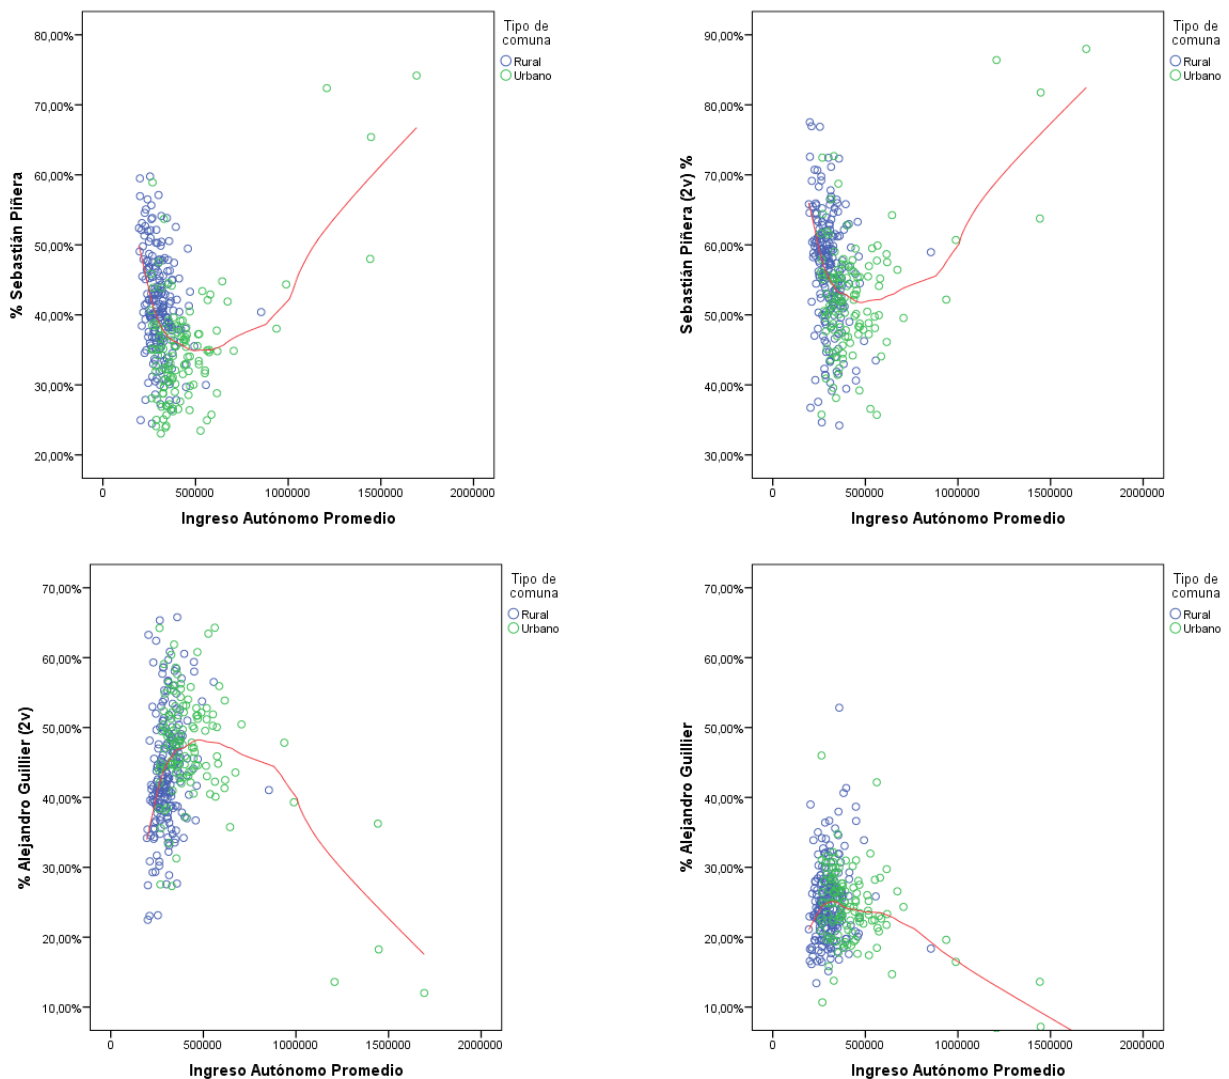 Tipo de
comuna
Rural
Urbano
80,00%
70,00%
60,00%
50,00%
40,00%
30,00%
20,00%
% Sebastián Piñera
0
500000
1000000
1500000
2000000
Ingreso Autónomo Promedio
Tipo de
comuna
Rural
Urbano
90,00%
80,00%
70,00%
60,00%
50,00%
40,00%
30,00%
Sebastián Piñera (2v) %
0
500000
1000000
1500000
2000000
Ingreso Autónomo Promedio
Tipo de
comuna
Rural
Urbano
70,00%
60,00%
50,00%
40,00%
30,00%
20,00%
10,00%
% Alejandro Guillier (2v)
0
500000
1000000
1500000
2000000
Ingreso Autónomo Promedio
Tipo de
comuna
Rural
Urbano
70,00%
60,00%
50,00%
40,00%
30,00%
20,00%
10,00%
% Alejandro Guillier
0
500000
1000000
1500000
2000000
Ingreso Autónomo Promedio